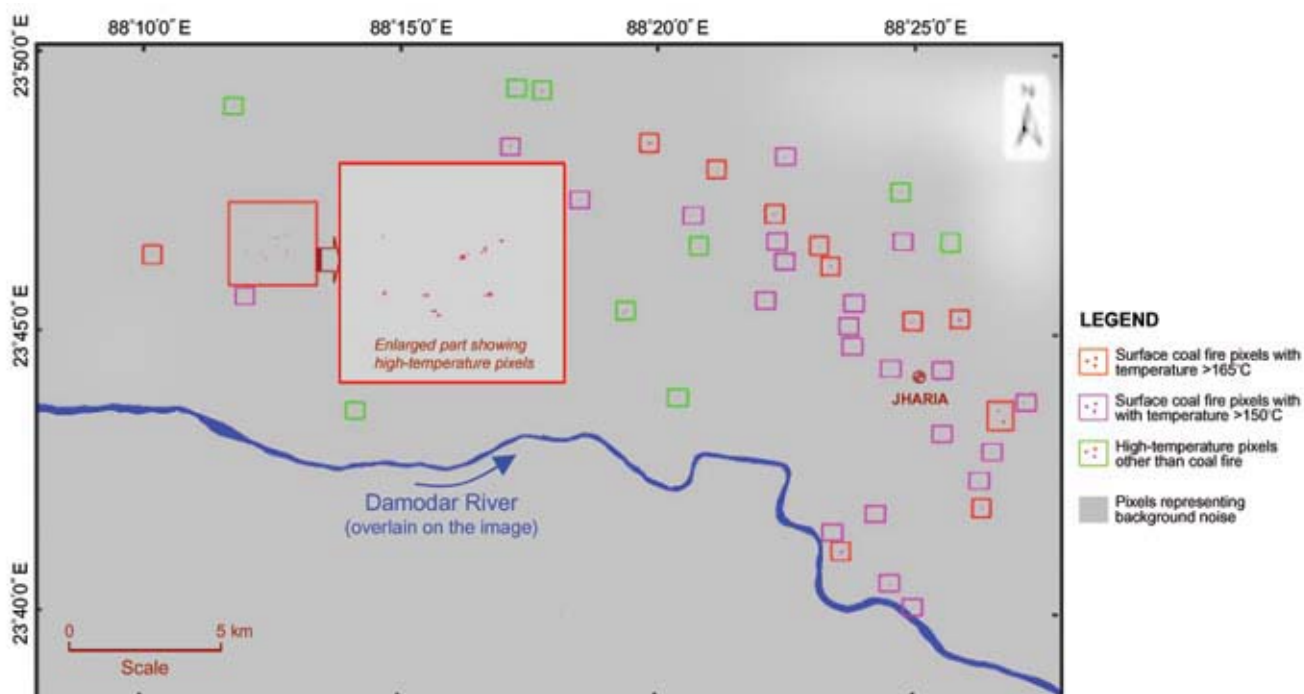 88°10'0" E
88°15'0" E
88°20'0" E
88°25'0" E
23°50'0" E
23°45'0" E
23°40'0" E
N
Enlarged part showing
high-temperature pixels
JHARIA
Damodar River
(overlain on the image)
0
5 km
Scale
LEGEND
Surface coal fire pixels with
temperature >165°C
Surface coal fire pixels with
with temperature >150°C
High-temperature pixels
other than coal fire
Pixels representing
background noise